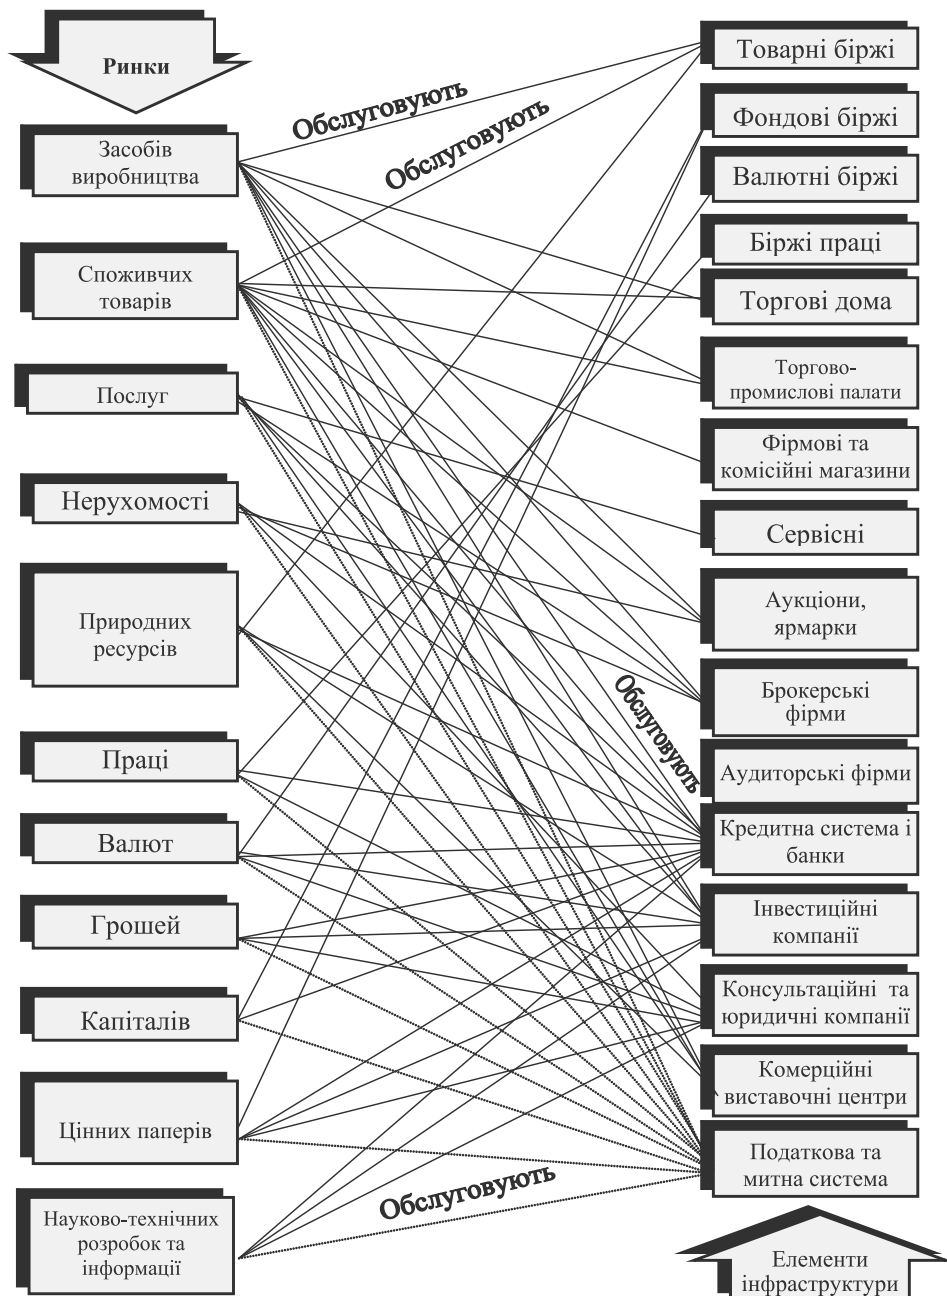 Ринки
Засобів
виробництва
Споживчих
товарів
Послуг
Нерухомості
Природних
ресурсів
Праці
Валют
Грошей
Капіталів
Цінних паперів
Науково-технічних
розробок та
інформації
Обслуговують
Обслуговують
Обслуговують
Обслуговують
Товарні біржі
Фондові біржі
Валютні біржі
Біржі праці
Торгові дома
Торгово-
промислові палати
Фірмові та
комісійні магазини
Сервісні
Аукціони,
ярмарки
Брокерські
фірми
Аудиторські фірми
Кредитна система і
банки
Інвестиційні
компанії
Консультаційні та
юридичні компанії
Комерційні
виставочні центри
Податкова та
митна система
Елементи
інфраструктури